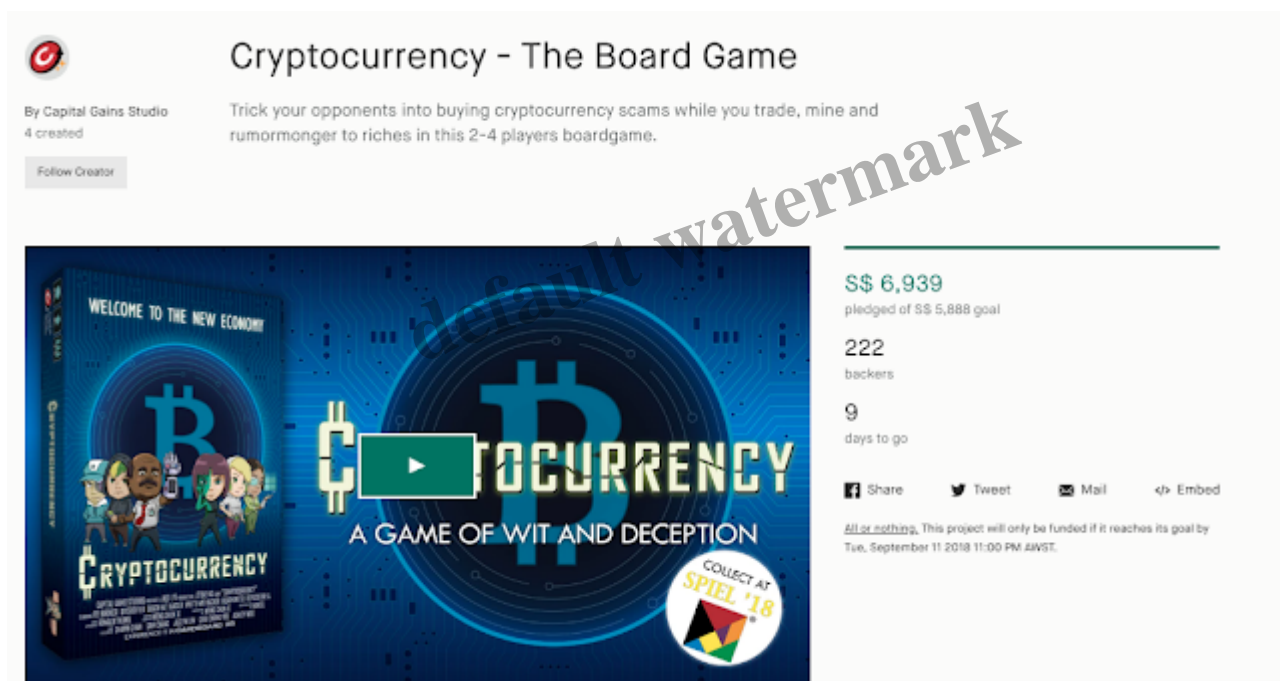 Cryptocurrency - The Board Game
By Capital Gains Studio
4 created
Follow Creator
Trick your opponents into buying cryptocurrency scams while you trade, mine and
rumormonger to riches in this 2-4 players boardgame.
default watermark
WELCOME TO THE NEW ECONOMY
CRYPTOCURRENCY
CRYPTOCURRENCY
TOCURRENCY
A GAME OF WIT AND DECEPTION
COLLECT AT
SPIEL '18
S$ 6,939
pledged of S$ 5,888 goal
222
backers
9
days to go
Share
Tweet
Mail
Embed
All or nothing. This project will only be funded if it reaches its goal by
Tue, September 11 2018 11:00 PM AWST.